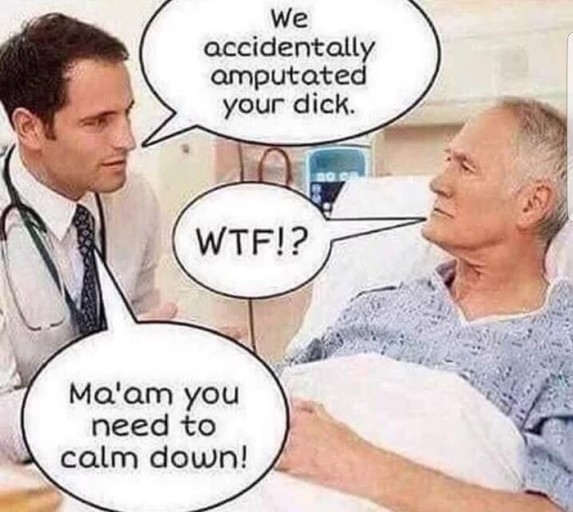 We
accidentally
amputated
your dick.
WTF!?
Ma'am you
need to
calm down!